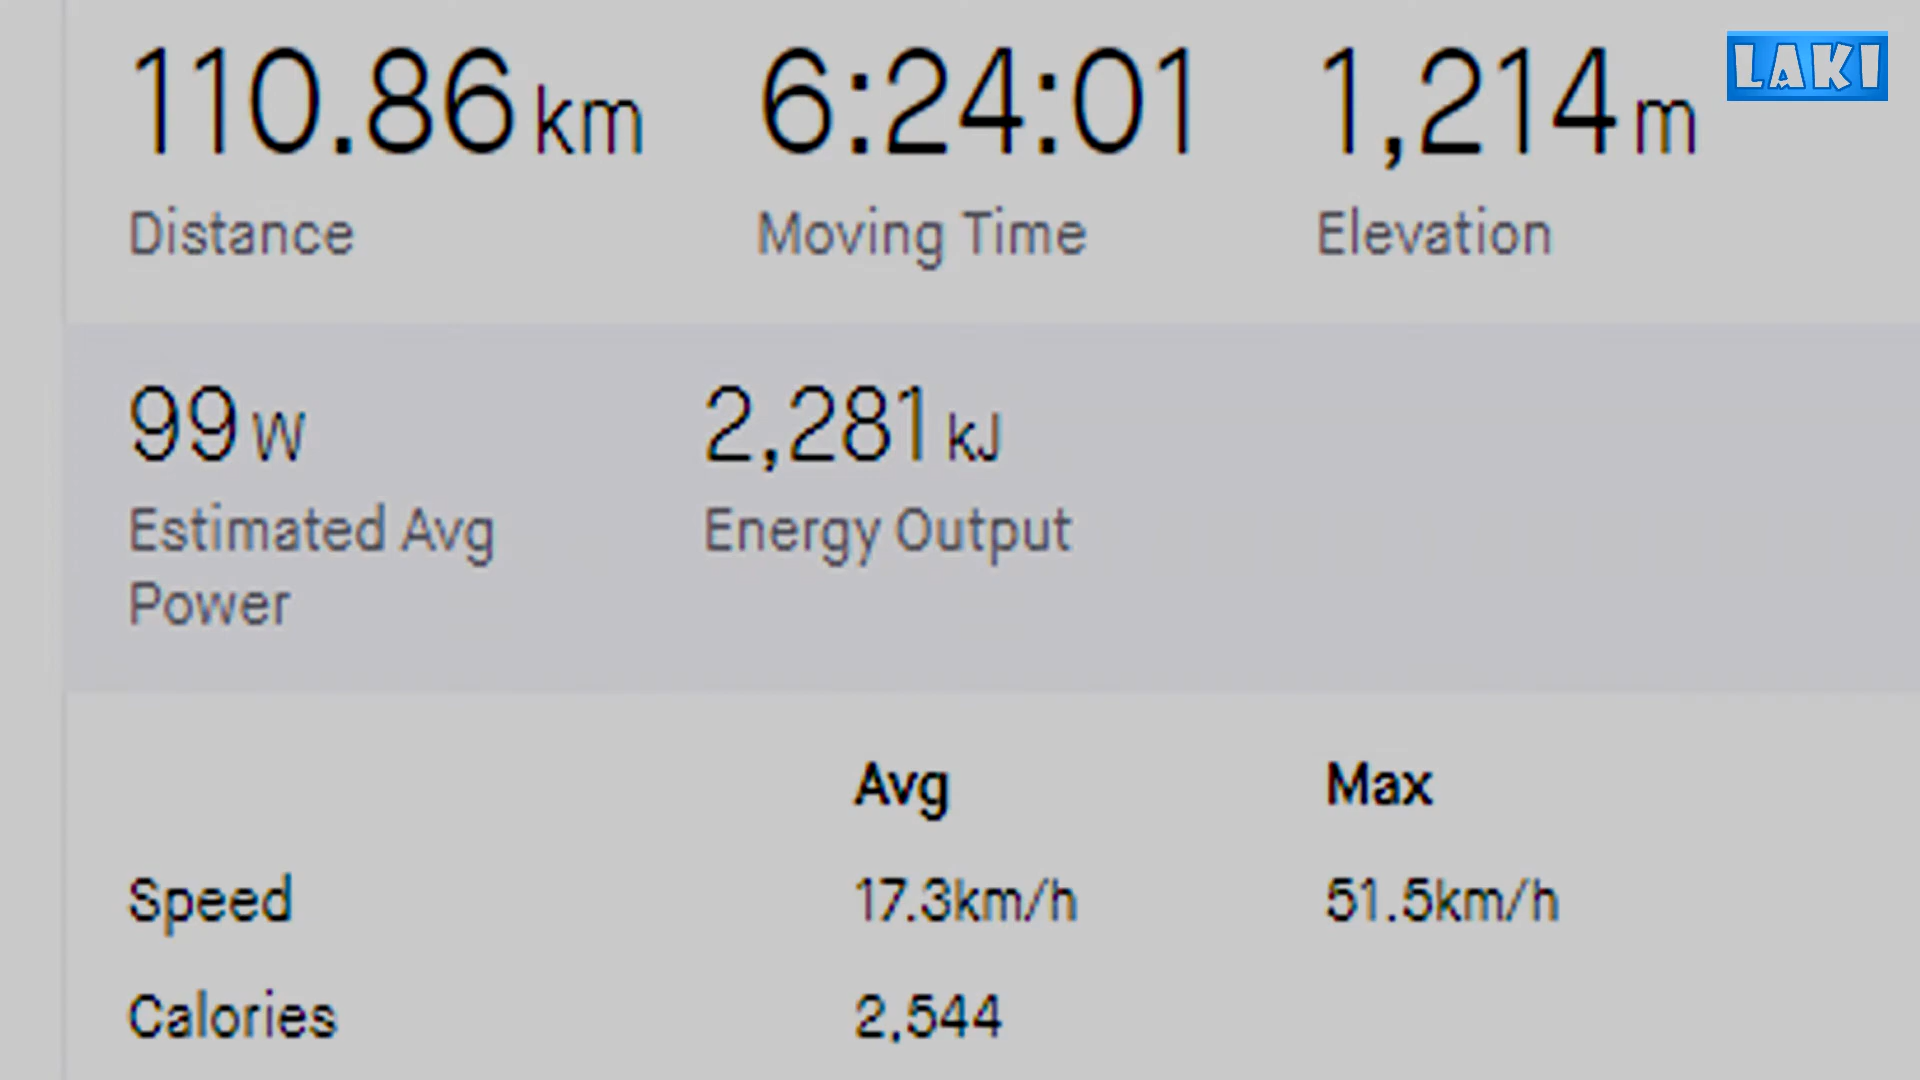 110.86 km 6:24:01 1,214 m LAKI
Distance Moving Time Elevation
99 W 2,281 kJ
Estimated Avg Energy Output
Power
Avg Max
Speed 17.3km/h 51.5km/h
Calories 2,544